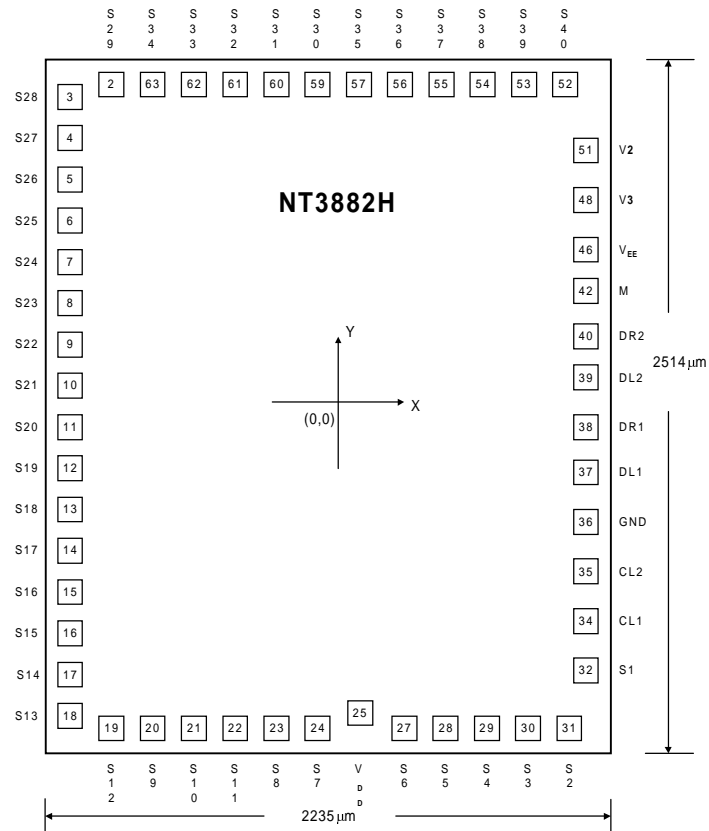 S29 S34 S33 S32 S31 S30 S35 S36 S37 S38 S39 S40
2 63 62 61 60 59 57 56 55 54 53 52
S28 3
S27 4
51 V2
S26 5
NT3882H
48 V3
S25 6
46 VEE
S24 7
42 M
S23 8
Y
40 DR2
S22 9
2514 μm
39 DL2
S21 10
X
(0,0)
S20 11
38 DR1
S19 12
37 DL1
S18 13
36 GND
S17 14
35 CL2
S16 15
34 CL1
S15 16
32 S1
S14 17
S13 18
25
19 20 21 22 23 24 27 28 29 30 31
S12 S9 S10 S11 S8 S7 VDD S6 S5 S4 S3 S2
2235 μm